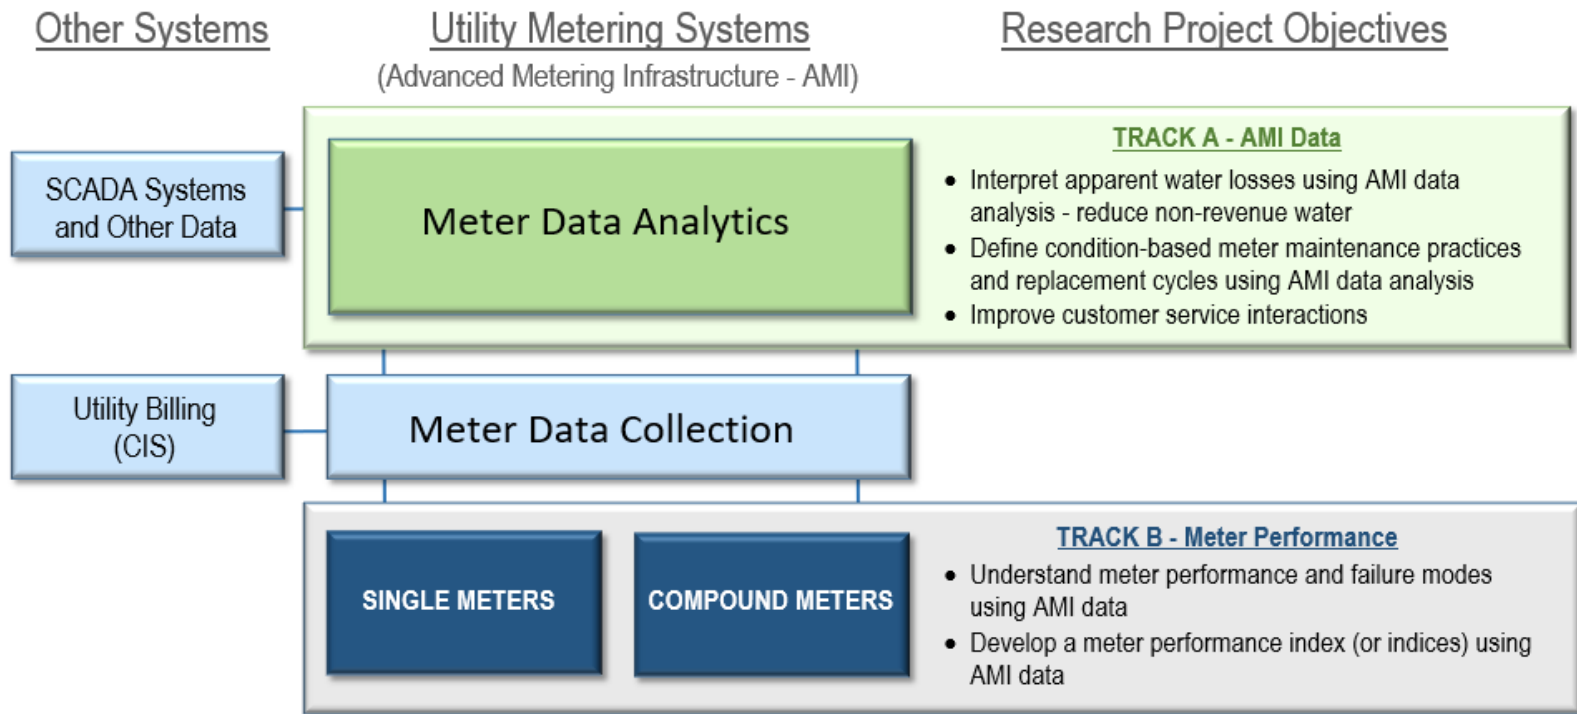 Other Systems
Utility Metering Systems
(Advanced Metering Infrastructure - AMI)
Research Project Objectives
SCADA Systems
and Other Data
Meter Data Analytics
TRACK A - AMI Data
• Interpret apparent water losses using AMI data
analysis - reduce non-revenue water
• Define condition-based meter maintenance practices
and replacement cycles using AMI data analysis
• Improve customer service interactions
Utility Billing
(CIS)
Meter Data Collection
SINGLE METERS
COMPOUND METERS
TRACK B - Meter Performance
• Understand meter performance and failure modes
using AMI data
• Develop a meter performance index (or indices) using
AMI data